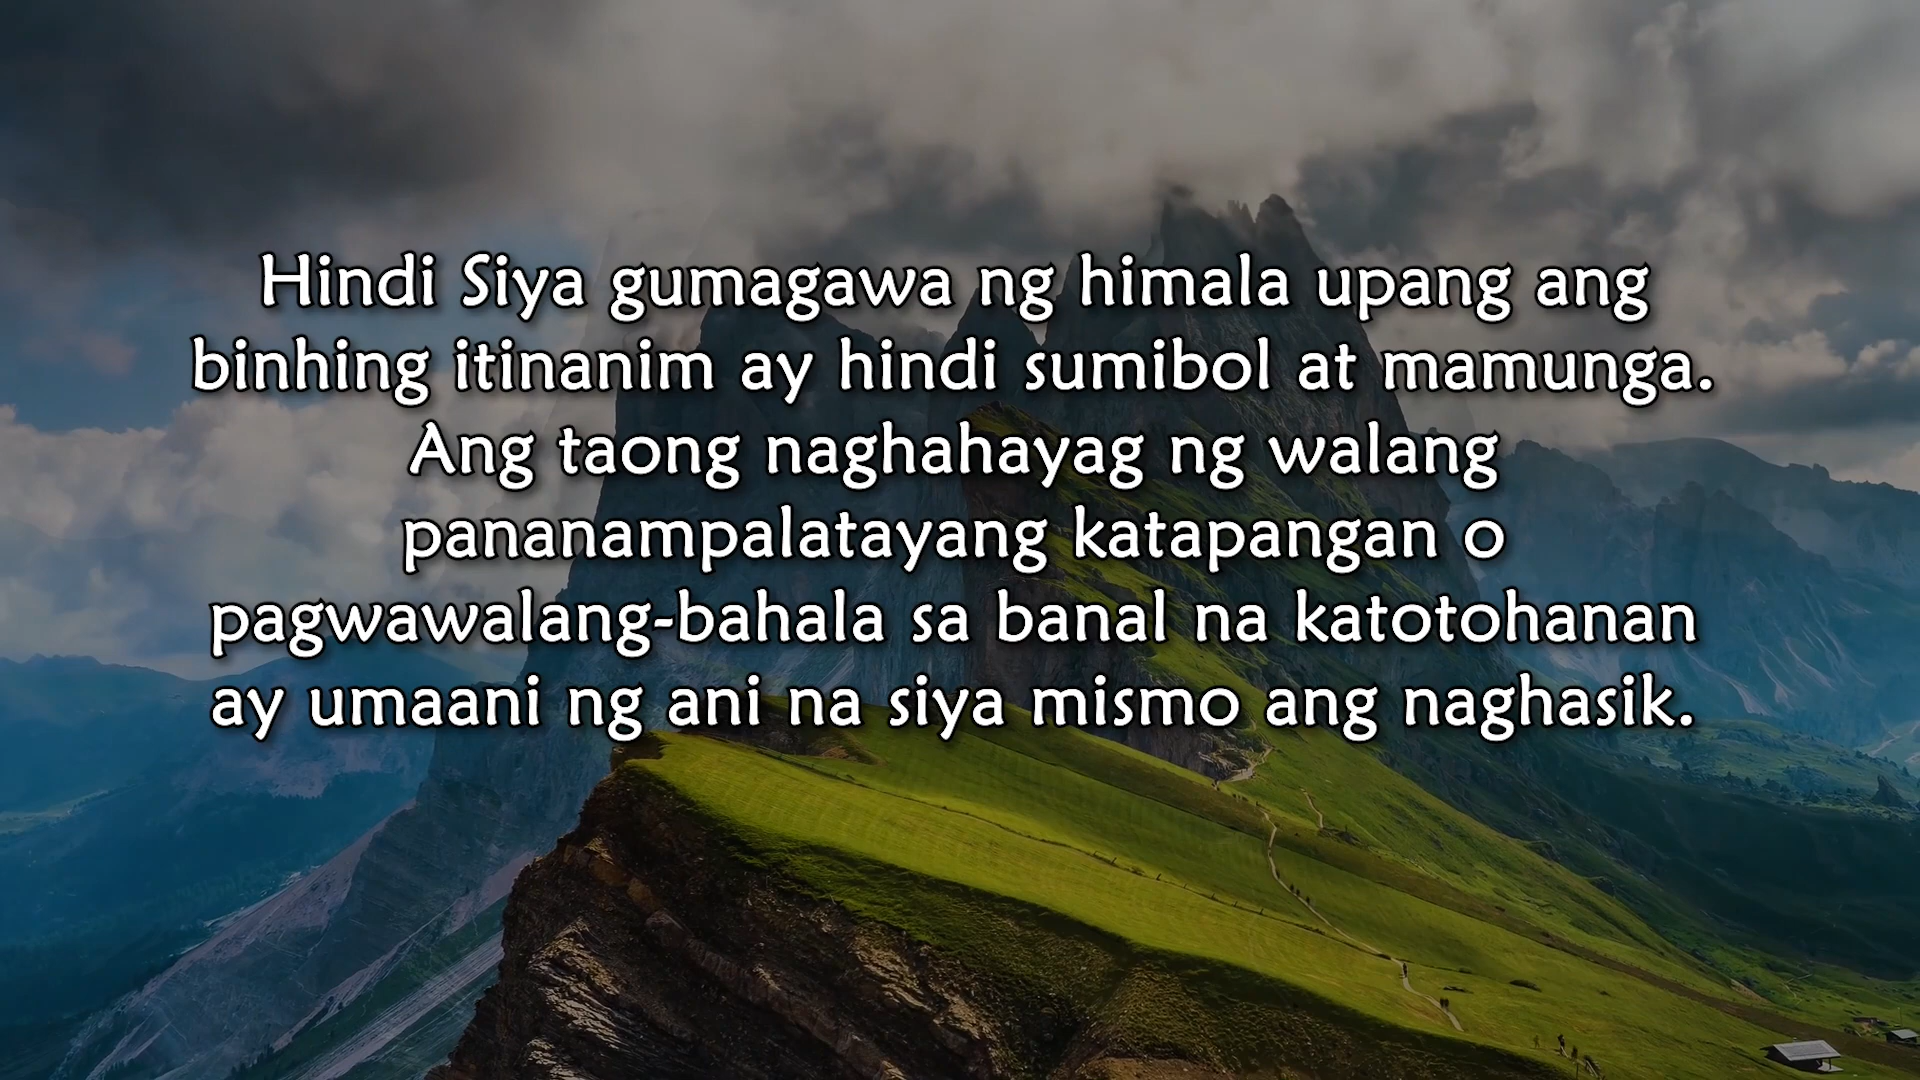 Hindi Siya gumagawa ng himala upang ang
binhing itinanim ay hindi sumibol at mamunga.
Ang taong naghahayag ng walang
pananampalatayang katapangan o
pagwawalang-bahala sa banal na katotohanan
ay umaani ng ani na siya mismo ang naghasik.